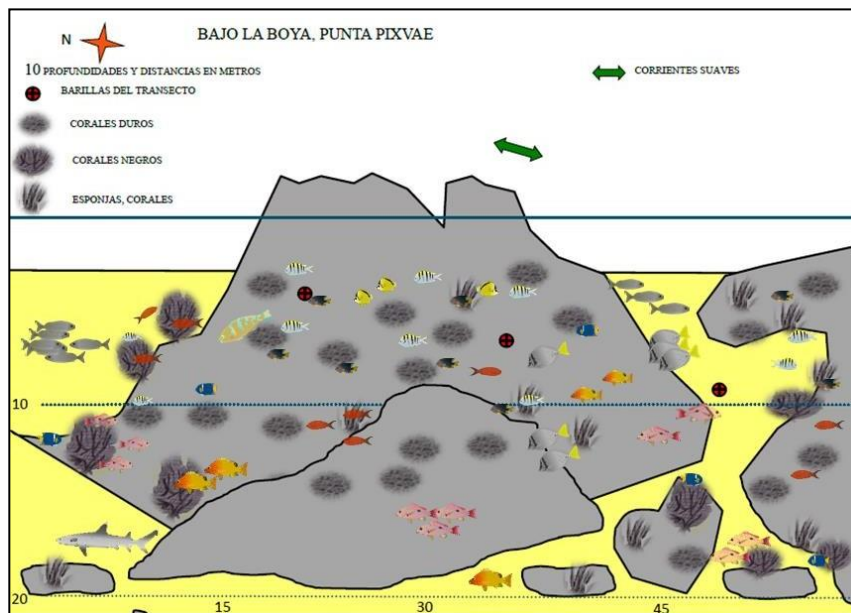 BAJO LA BOYA, PUNTA PIXVAE
N
10 PROFUNDIDADES Y DISTANCIAS EN METROS
CORRIENTES SUAVES
BARILLAS DEL TRANSECTO
CORALES DUROS
CORALES NEGROS
ESPONJAS, CORALES
10
20
15
30
45